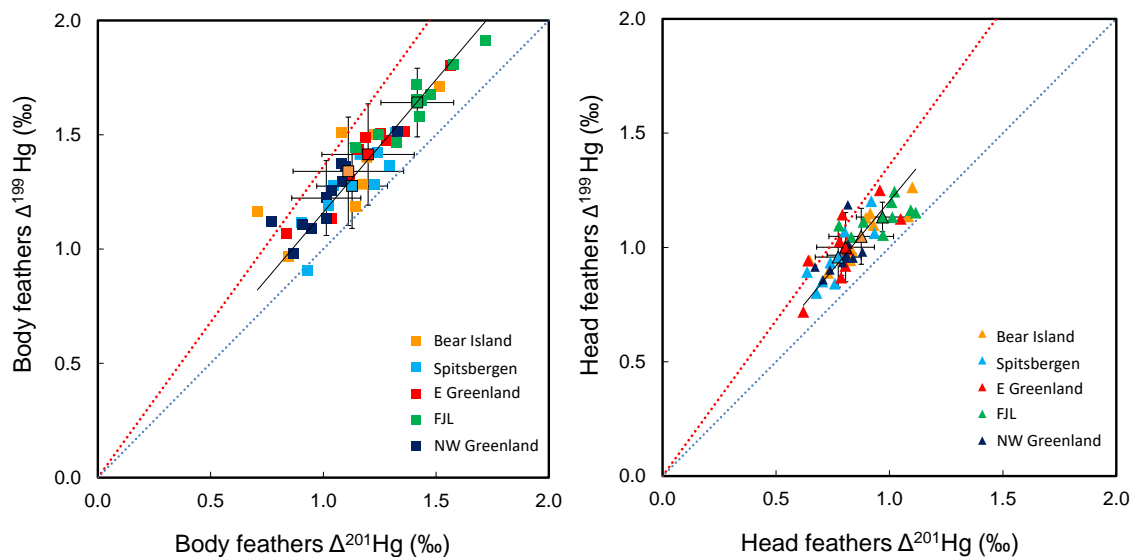 Body feathers Δ¹⁹⁹ Hg (‰)
2.0
1.5
1.0
0.5
0.0
Bear Island
Spitsbergen
E Greenland
FJL
NW Greenland
0.0 0.5 1.0 1.5 2.0
Body feathers Δ²⁰¹Hg (‰)
Head feathers Δ¹⁹⁹ Hg (‰)
2.0
1.5
1.0
0.5
0.0
Bear Island
Spitsbergen
E Greenland
FJL
NW Greenland
0.0 0.5 1.0 1.5 2.0
Head feathers Δ²⁰¹Hg (‰)